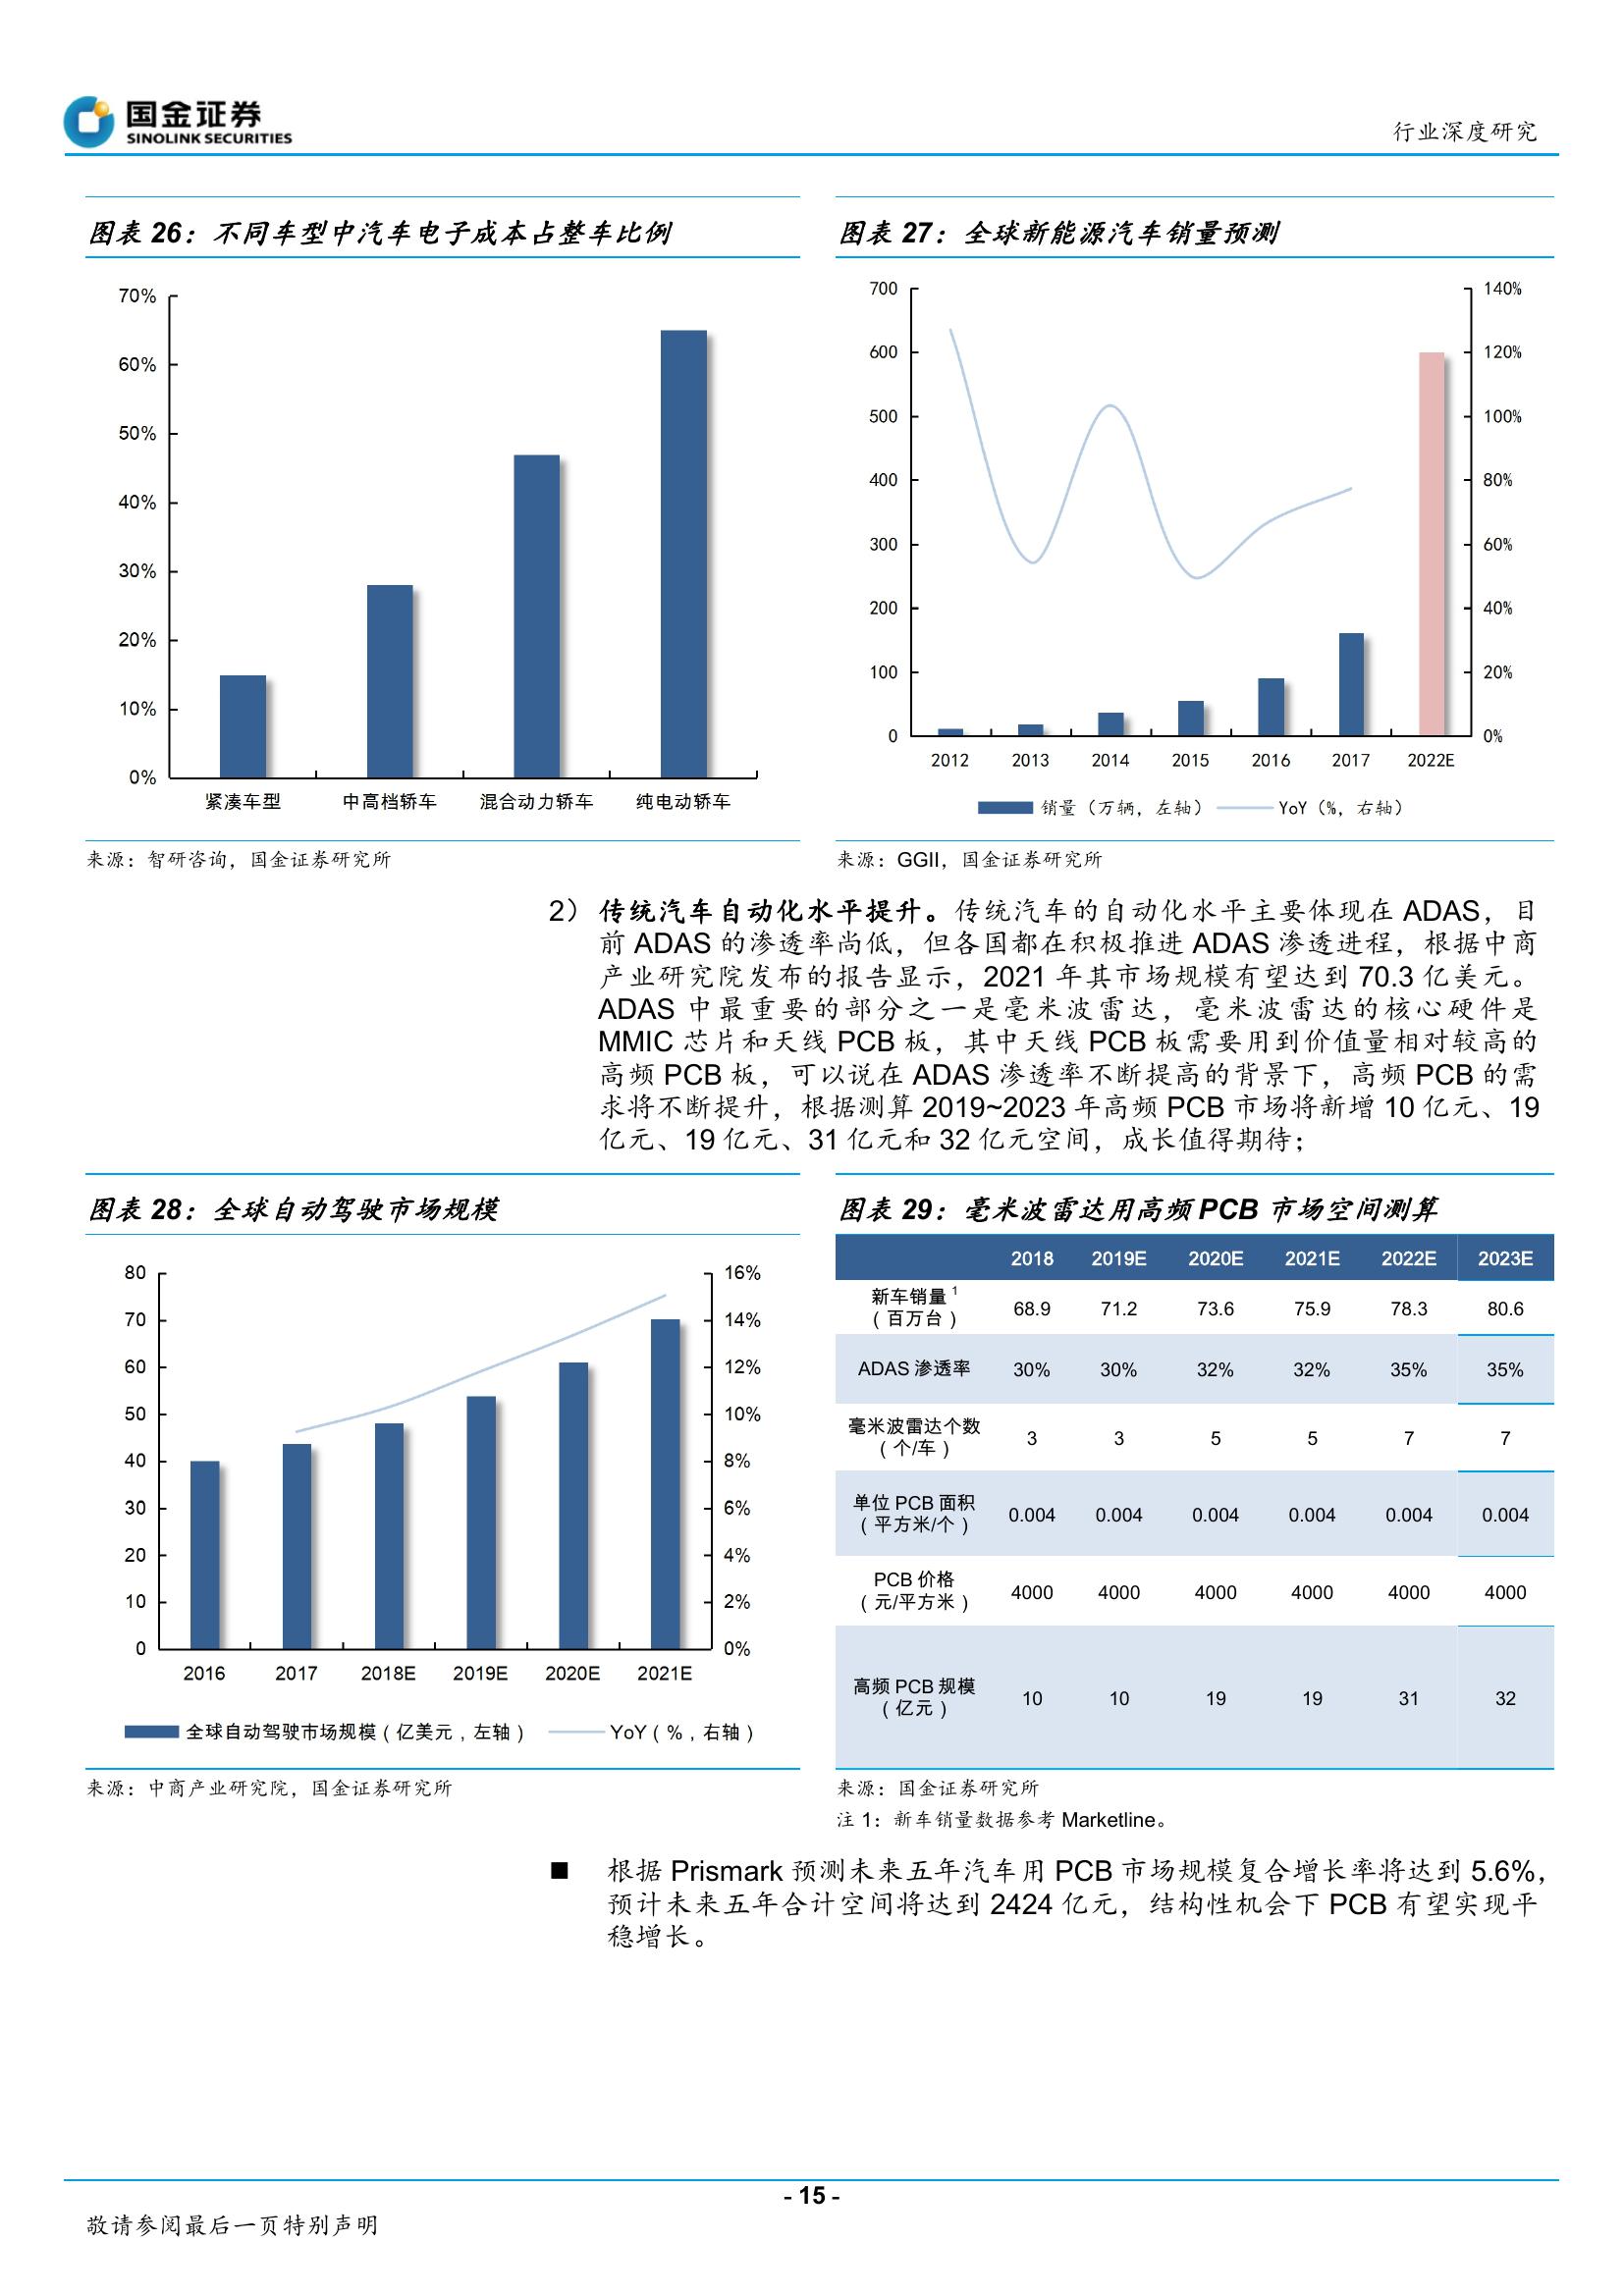 国金证券
SINOLINK SECURITIES
行业深度研究
图表 26：不同车型中汽车电子成本占整车比例
70%
60%
50%
40%
30%
20%
10%
0%
紧凑车型 中高档轿车 混合动力轿车 纯电动轿车
来源：智研咨询，国金证券研究所
图表 27：全球新能源汽车销量预测
700 140%
600 120%
500 100%
400 80%
300 60%
200 40%
100 20%
0 0%
2012 2013 2014 2015 2016 2017 2022E
销量（万辆，左轴） YoY（%，右轴）
来源：GGII，国金证券研究所
2） 传统汽车自动化水平提升。传统汽车的自动化水平主要体现在 ADAS，目
前 ADAS 的渗透率尚低，但各国都在积极推进 ADAS 渗透进程，根据中商
产业研究院发布的报告显示，2021 年其市场规模有望达到 70.3 亿美元。
ADAS 中最重要的部分之一是毫米波雷达，毫米波雷达的核心硬件是
MMIC 芯片和天线 PCB 板，其中天线 PCB 板需要用到价值量相对较高的
高频 PCB 板，可以说在 ADAS 渗透率不断提高的背景下，高频 PCB 的需
求将不断提升，根据测算 2019~2023 年高频 PCB 市场将新增 10 亿元、19
亿元、19 亿元、31 亿元和 32 亿元空间，成长值得期待；
图表 28：全球自动驾驶市场规模
80 16%
70 14%
60 12%
50 10%
40 8%
30 6%
20 4%
10 2%
0 0%
2016 2017 2018E 2019E 2020E 2021E
全球自动驾驶市场规模（亿美元，左轴） YoY（%，右轴）
来源：中商产业研究院，国金证券研究所
图表 29：毫米波雷达用高频 PCB 市场空间测算
2018 2019E 2020E 2021E 2022E 2023E
新车销量 1
（百万台） 68.9 71.2 73.6 75.9 78.3 80.6
ADAS 渗透率 30% 30% 32% 32% 35% 35%
毫米波雷达个数
（个/车） 3 3 5 5 7 7
单位 PCB 面积
（平方米/个） 0.004 0.004 0.004 0.004 0.004 0.004
PCB 价格
（元/平方米） 4000 4000 4000 4000 4000 4000
高频 PCB 规模
（亿元） 10 10 19 19 31 32
来源：国金证券研究所
注 1：新车销量数据参考 Marketline。
■ 根据 Prismark 预测未来五年汽车用 PCB 市场规模复合增长率将达到 5.6%，
预计未来五年合计空间将达到 2424 亿元，结构性机会下 PCB 有望实现平
稳增长。
- 15 -
敬请参阅最后一页特别声明